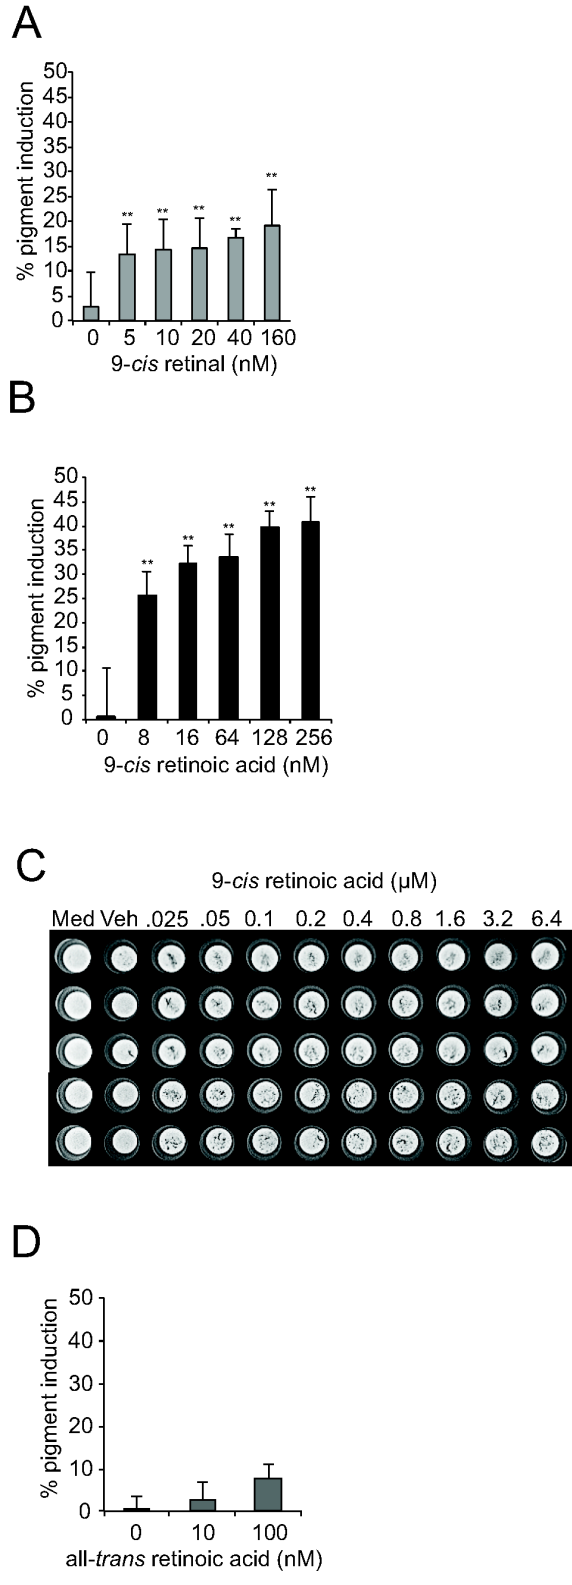 A
% pigment induction
50
45
40
35
30
25
20
15
10
5
0
** ** ** ** **
0 5 10 20 40 160
9-cis retinal (nM)
B
% pigment induction
50
45
40
35
30
25
20
15
10
5
0
** ** ** ** **
0 8 16 64 128 256
9-cis retinoic acid (nM)
C
9-cis retinoic acid (µM)
Med Veh .025 .05 0.1 0.2 0.4 0.8 1.6 3.2 6.4
D
% pigment induction
50
40
30
20
10
0
0 10 100
all-trans retinoic acid (nM)